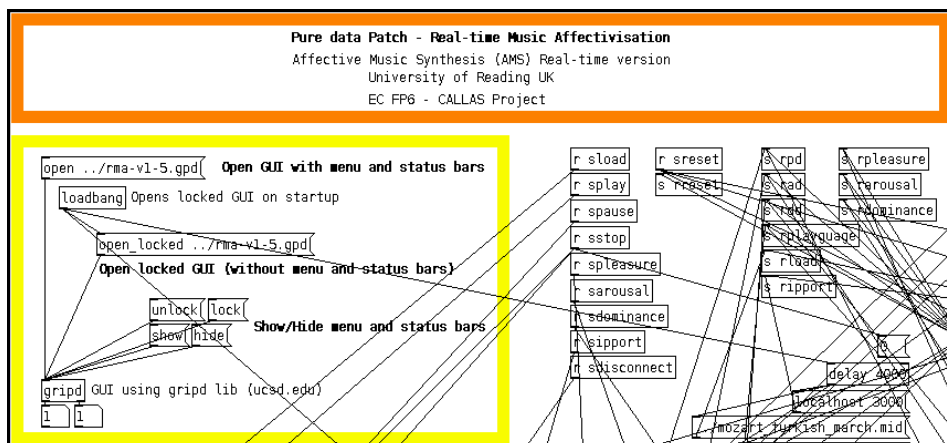 Pure data Patch - Real-time Music Affectivisation
Affective Music Synthesis (AMS) Real-time version
University of Reading UK
EC FP6 - CALLAS Project
open ../rma-v1-5.gpd
Open GUI with menu and status bars
loadbang
Opens locked GUI on startup
open_locked ../rma-v1-5.gpd
Open locked GUI (without menu and status bars)
unlock
lock
show
hide
Show/Hide menu and status bars
gripd
GUI using gripd lib (ucsd.edu)
1
1
r sload
r splay
r spause
r sstop
r spleasure
r sarousal
r sdominance
r sipport
r sdisconnect
r sreset
s rreset
s rpd
s rad
s rdd
s rplayguage
s rload
s ripport
s rpleasure
s rarousal
s rdominance
delay 4000
localhost 3000
mozart_turkish_march.mid